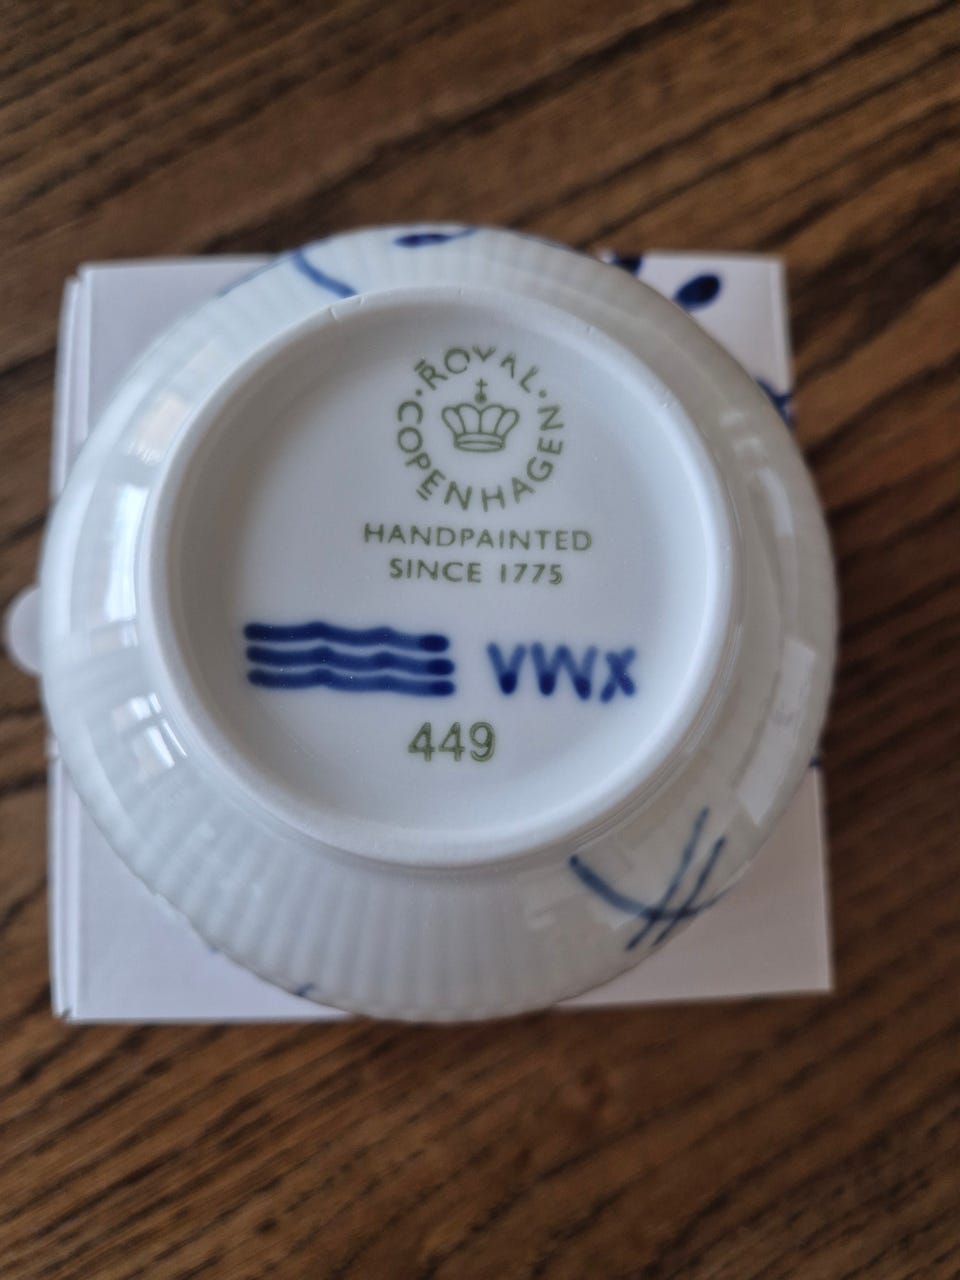 ROYAL
COPENHAGEN
HANDPAINTED
SINCE 1775
VWX
449